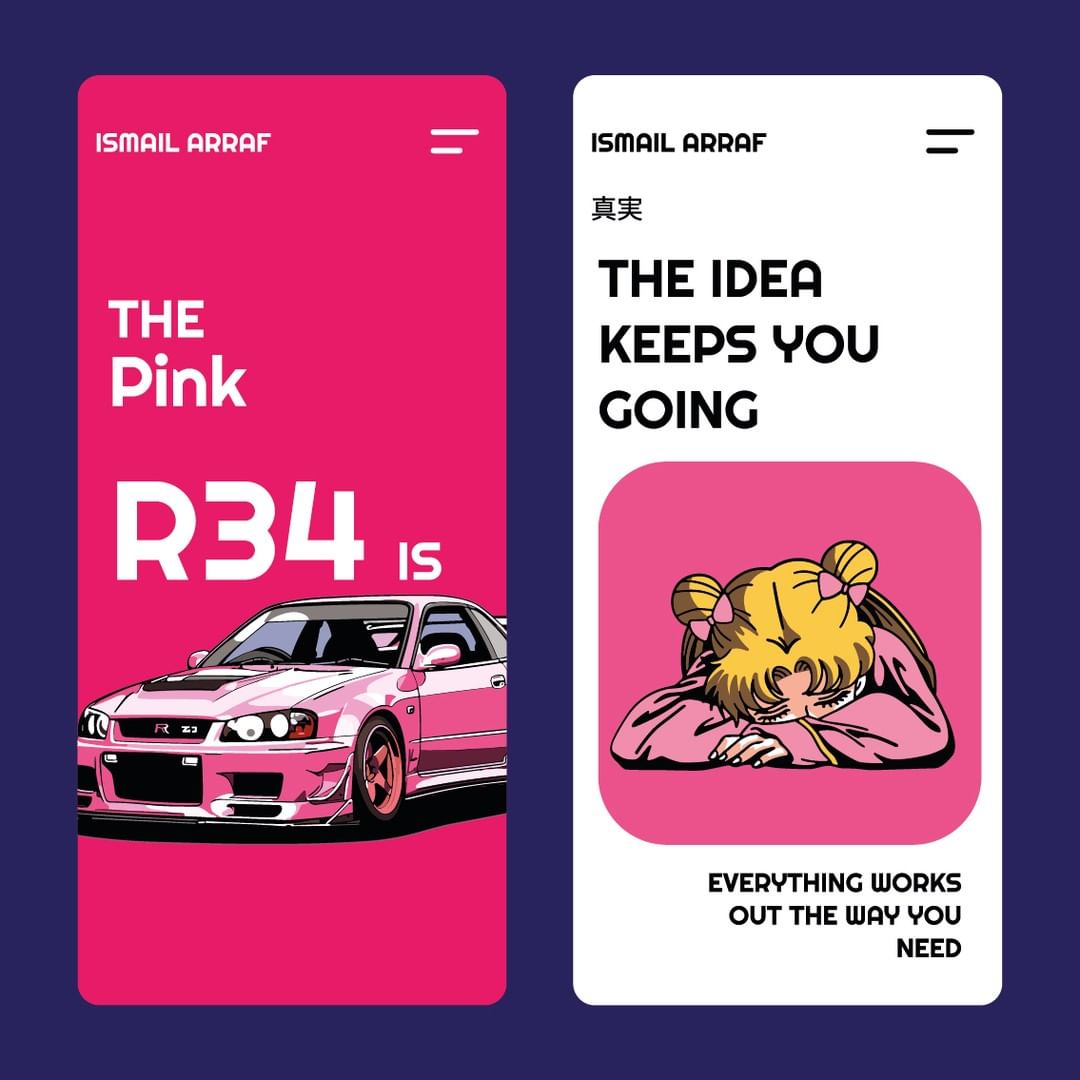 ISMAIL ARRAF
THE
Pink
R34 IS
R
ISMAIL ARRAF
真実
THE IDEA
KEEPS YOU
GOING
EVERYTHING WORKS
OUT THE WAY YOU
NEED